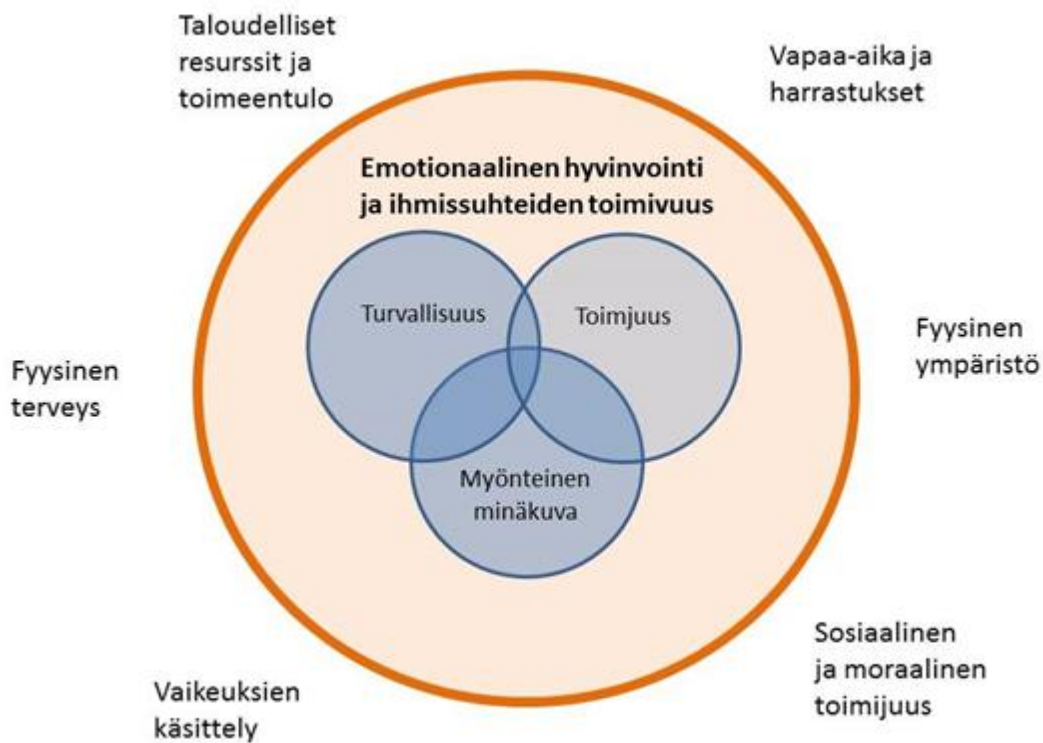 Taloudelliset
resurssit ja
toimeentulo
Vapaa-aika ja
harrastukset
Emotionaalinen hyvinvointi
ja ihmissuhteiden toimivuus
Turvallisuus
Toimjuus
Fyysinen
terveys
Fyysinen
ympäristö
Myönteinen
minäkuva
Vaikeuksien
käsittely
Sosiaalinen
ja moraalinen
toimijuus